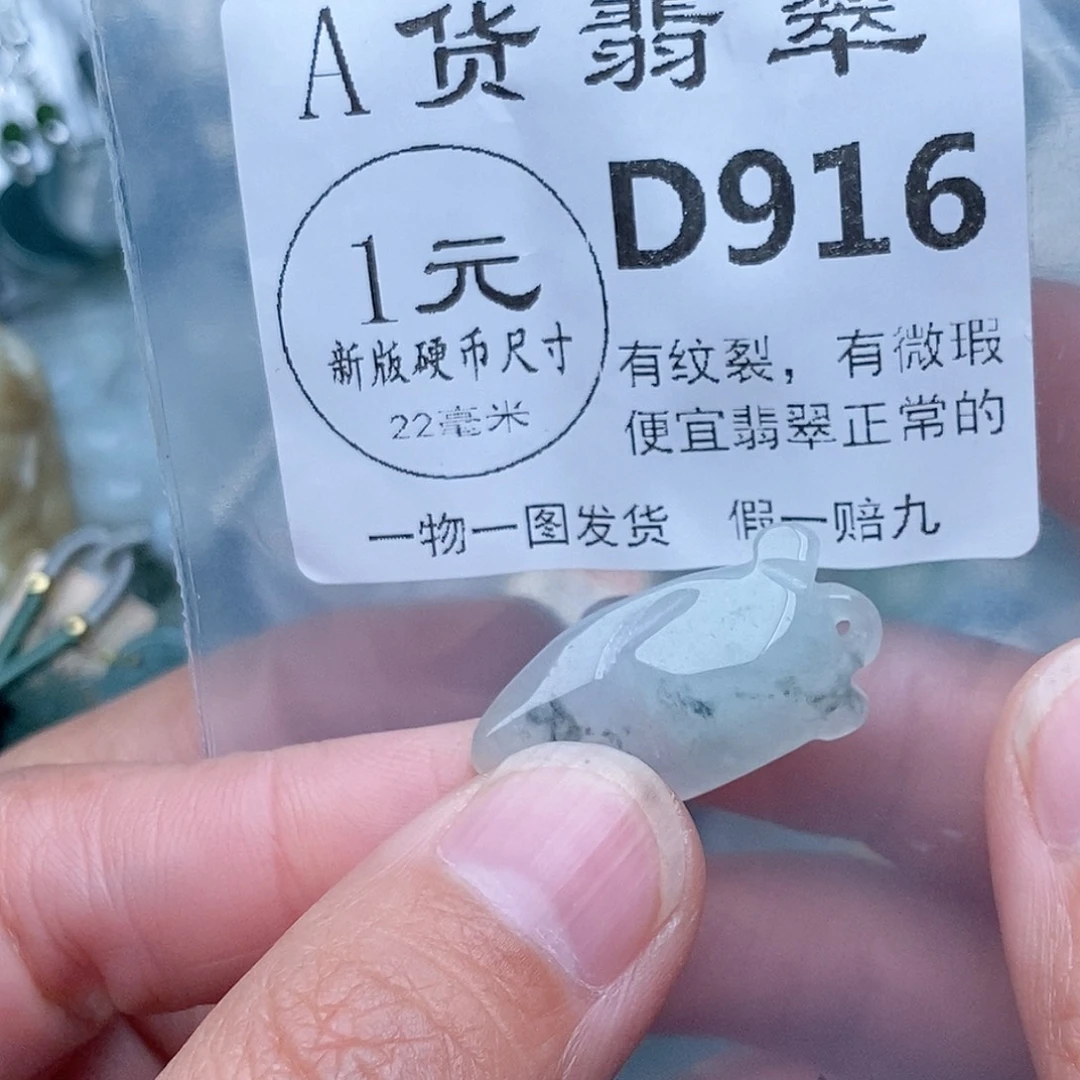 A货翡翠
D916
1元
新版硬币尺寸
22毫米
有纹裂，有微瑕
便宜翡翠正常的
一物一图发货 假一赔九